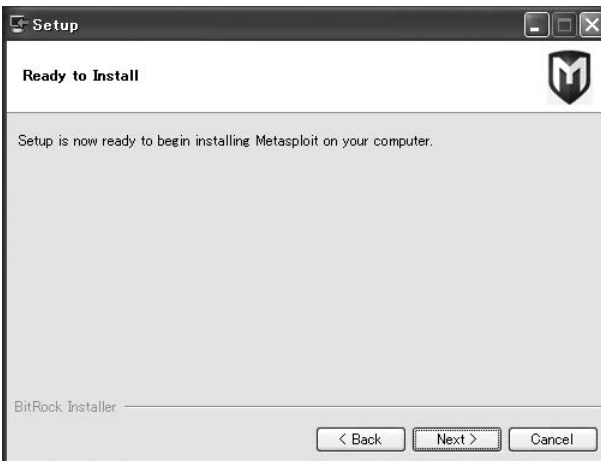 Setup
Ready to Install
Setup is now ready to begin installing Metasploit on your computer.
BitRock Installer
< Back
Next >
Cancel